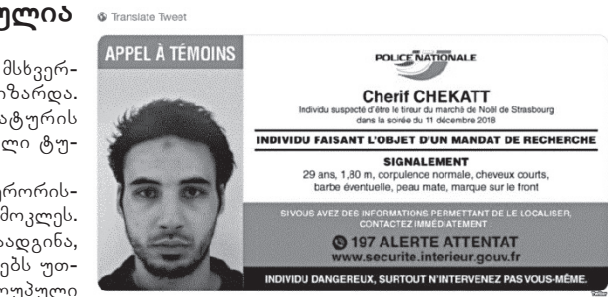 Translate Tweet
მსხვერ-
იზარდა.
ატურის
ლი ტუ-
ერორის-
მოკლეს.
აადგინა,
ებს უთ-
APPEL À TÉMOINS
POLICE NATIONALE
Cherif CHEKATT
Individu suspecté d'être le tireur du marché de Noël de Strasbourg
dans la soirée du 11 décembre 2018
INDIVIDU FAISANT L'OBJET D'UN MANDAT DE RECHERCHE
SIGNALEMENT
29 ans, 1,80 m, corpulence normale, cheveux courts,
barbe éventuelle, peau mate, marque sur le front
SI VOUS AVEZ DES INFORMATIONS PERMETTANT DE LE LOCALISER,
CONTACTEZ IMMÉDIATEMENT
197 ALERTE ATTENTAT
www.securite.interieur.gouv.fr
INDIVIDU DANGEREUX, SURTOUT N'INTERVENEZ PAS VOUS-MÊME.